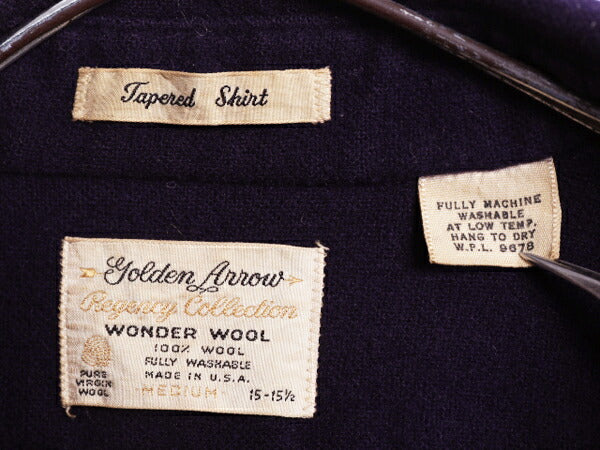 Tapered Shirt
FULLY MACHINE
WASHABLE
AT LOW TEMP.
HANG TO DRY
W.P.L. 9678
Golden Arrow
Regency Collection
WONDER WOOL
100% WOOL
FULLY WASHABLE
MADE IN U.S.A.
PURE
VIRGIN
WOOL
MEDIUM
15-15½